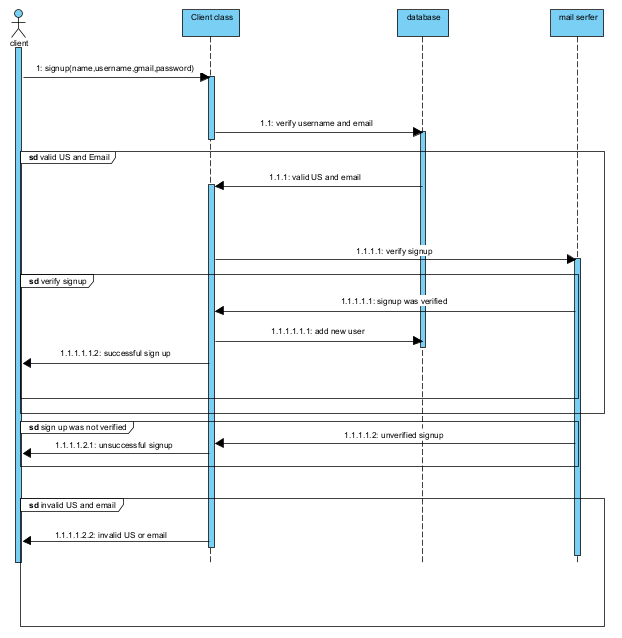 client
Client class
database
mail serfer
1: signup(name,username,gmail,password)
1.1: verify username and email
sd valid US and Email
1.1.1: valid US and email
1.1.1.1: verify signup
sd verify signup
1.1.1.1.1: signup was verified
1.1.1.1.1.1: add new user
1.1.1.1.1.2: successful sign up
sd sign up was not verified
1.1.1.1.2: unverified signup
1.1.1.1.2.1: unsuccessful signup
sd invalid US and email
1.1.1.1.2.2: invalid US or email